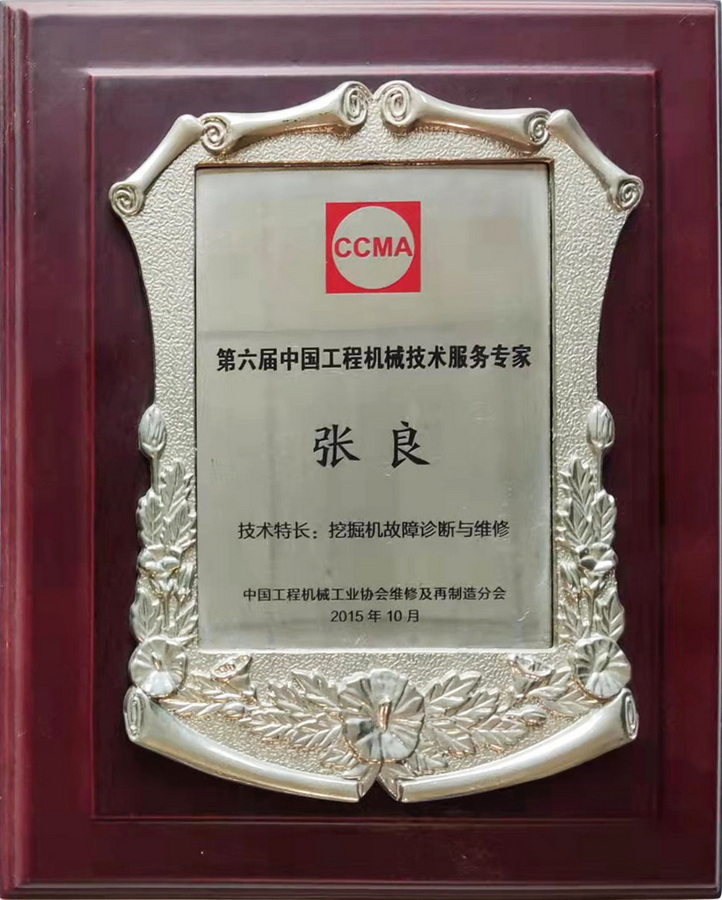 CCMA
第六届中国工程机械技术服务专家
张良
技术特长：挖掘机故障诊断与维修
中国工程机械工业协会维修及再制造分会
2015年10月